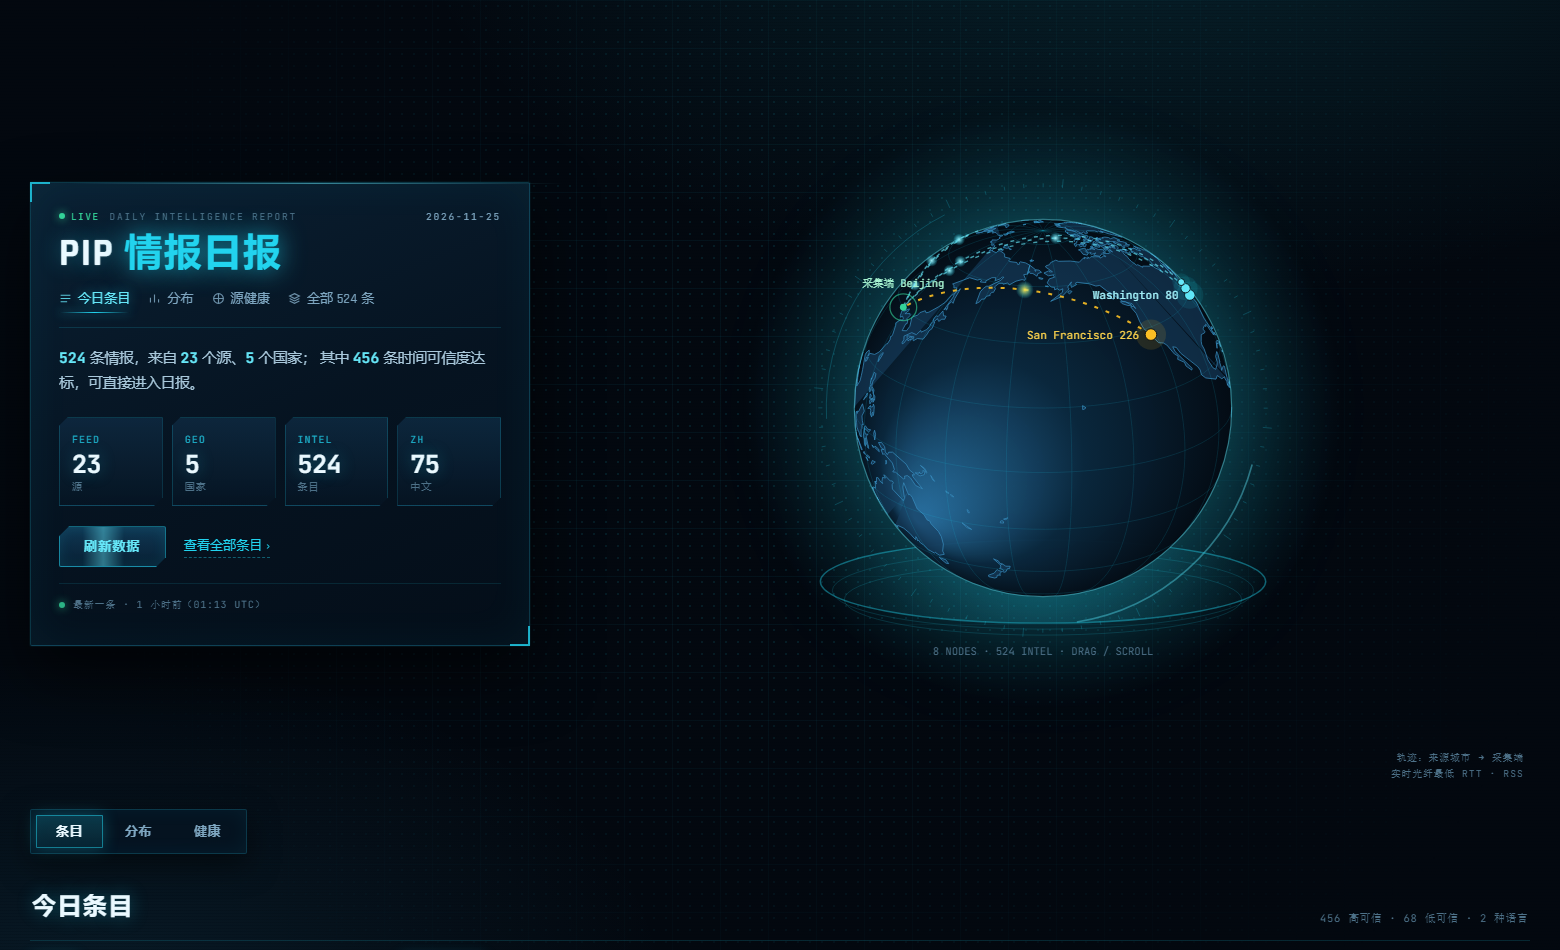 LIVE DAILY INTELLIGENCE REPORT 2026-11-25
PIP 情报日报
今日条目 分布 源健康 全部 524 条
524 条情报，来自 23 个源、5 个国家； 其中 456 条时间可信度达
标，可直接进入日报。
FEED GEO INTEL ZH
23 5 524 75
源 国家 条目 中文
刷新数据 查看全部条目 ›
最新一条 · 1 小时前 (01:13 UTC)
采集端 Beijing
Washington 80
San Francisco 226
8 NODES · 524 INTEL · DRAG / SCROLL
轨迹：来源城市 → 采集端
实时光纤最低 RTT · RSS
条目 分布 健康
今日条目
456 高可信 · 68 低可信 · 2 种语言